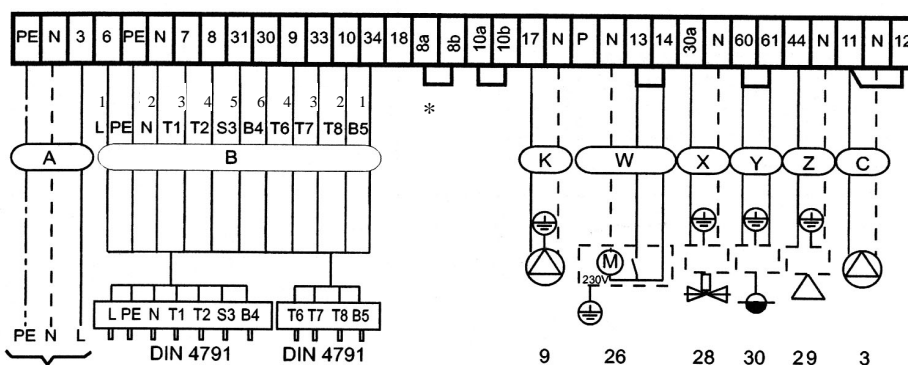 PE N 3 6 PE N 7 8 31 30 9 33 10 34 18 8a 8b 10a 10b 17 N P N 13 14 30a N 60 61 44 N 11 N 12
1 2 3 4 5 6 4 3 2 1 *
L PE N T1 T2 S3 B4 T6 T7 T8 B5
A B K W X Y Z C
M
230V
L PE N T1 T2 S3 B4 T6 T7 T8 B5
PE N L DIN 4791 DIN 4791 9 26 28 30 29 3